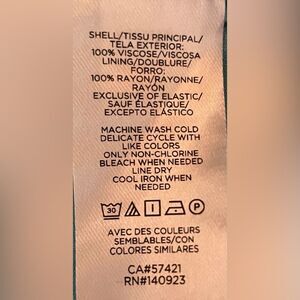 SHELL/TISSU PRINCIPAL/
TELA EXTERIOR:
100% VISCOSE/VISCOSA
LINING/DOUBLURE/
FORRO:
100% RAYON/RAYONNE/
RAYÓN
EXCLUSIVE OF ELASTIC/
SAUF ÉLASTIQUE/
EXCEPTO ELÁSTICO
MACHINE WASH COLD
DELICATE CYCLE WITH
LIKE COLORS
ONLY NON-CHLORINE
BLEACH WHEN NEEDED
LINE DRY
COOL IRON WHEN
NEEDED
30 P
AVEC DES COULEURS
SEMBLABLES/CON
COLORES SIMILARES
CA#57421
RN#140923